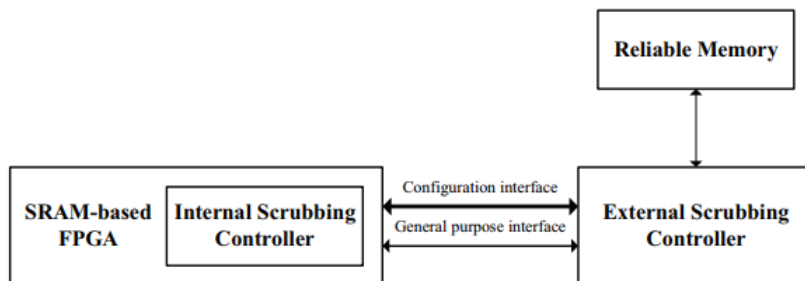 Reliable Memory
SRAM-based
FPGA
Internal Scrubbing
Controller
Configuration interface
General purpose interface
External Scrubbing
Controller